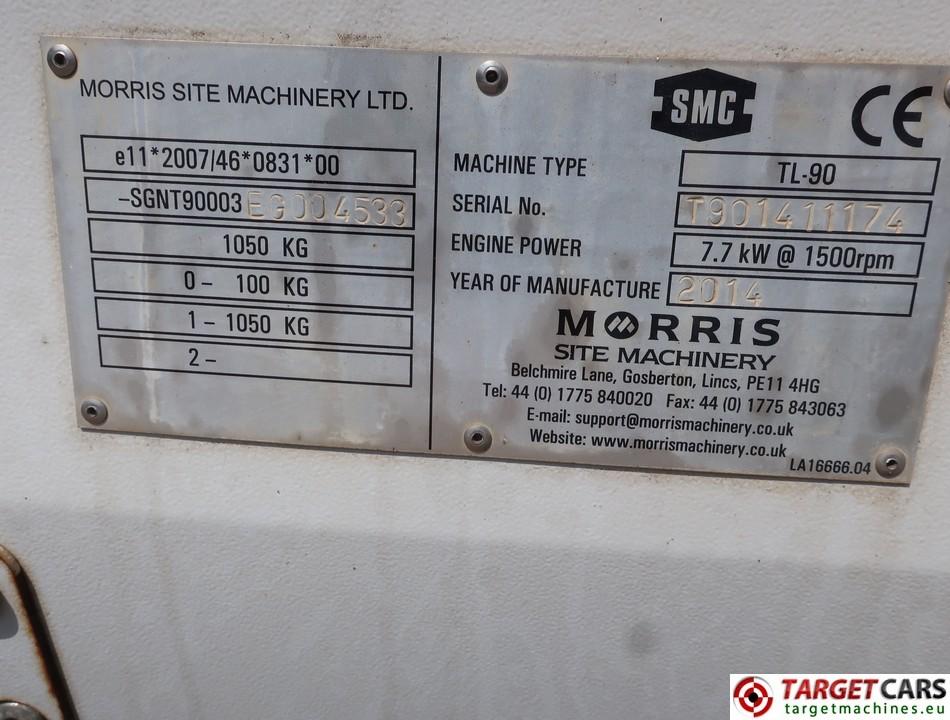 MORRIS SITE MACHINERY LTD.
e11*2007/46*0831*00
–SGNT90003EG004533
1050 KG
0 – 100 KG
1 – 1050 KG
2 –
SMC CE
MACHINE TYPE TL-90
SERIAL No. T901411174
ENGINE POWER 7.7 kW @ 1500rpm
YEAR OF MANUFACTURE 2014
MORRIS
SITE MACHINERY
Belchmire Lane, Gosberton, Lincs, PE11 4HG
Tel: 44 (0) 1775 840020 Fax: 44 (0) 1775 843063
E-mail: support@morrismachinery.co.uk
Website: www.morrismachinery.co.uk
LA16666.04
TARGETCARS
targetmachines.eu